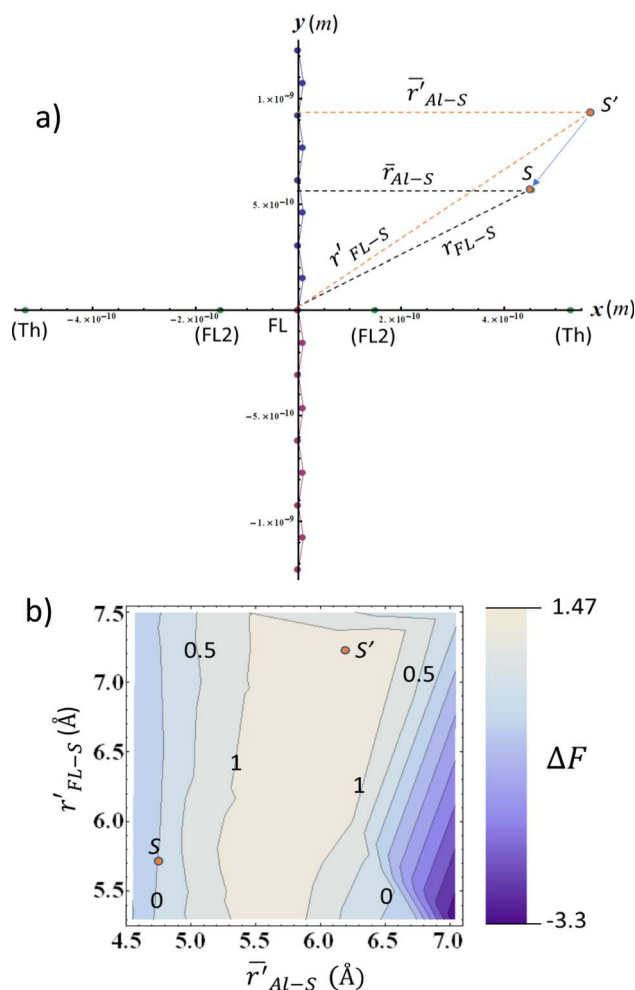 a)
y (m)
1.×10⁻⁹
r̅′Al−S
S′
r̅Al−S
S
5.×10⁻¹⁰
r′FL−S
rFL−S
x (m)
−4.×10⁻¹⁰
−2.×10⁻¹⁰
2.×10⁻¹⁰
4.×10⁻¹⁰
(Th)
(FL2)
FL
(FL2)
(Th)
−5.×10⁻¹⁰
−1.×10⁻⁹
b)
7.5
7.0
6.5
6.0
5.5
r′FL−S (Å)
0.5
S′
0.5
1
1
S
0
0
4.5 5.0 5.5 6.0 6.5 7.0
r̅′Al−S (Å)
1.47
ΔF
-3.3